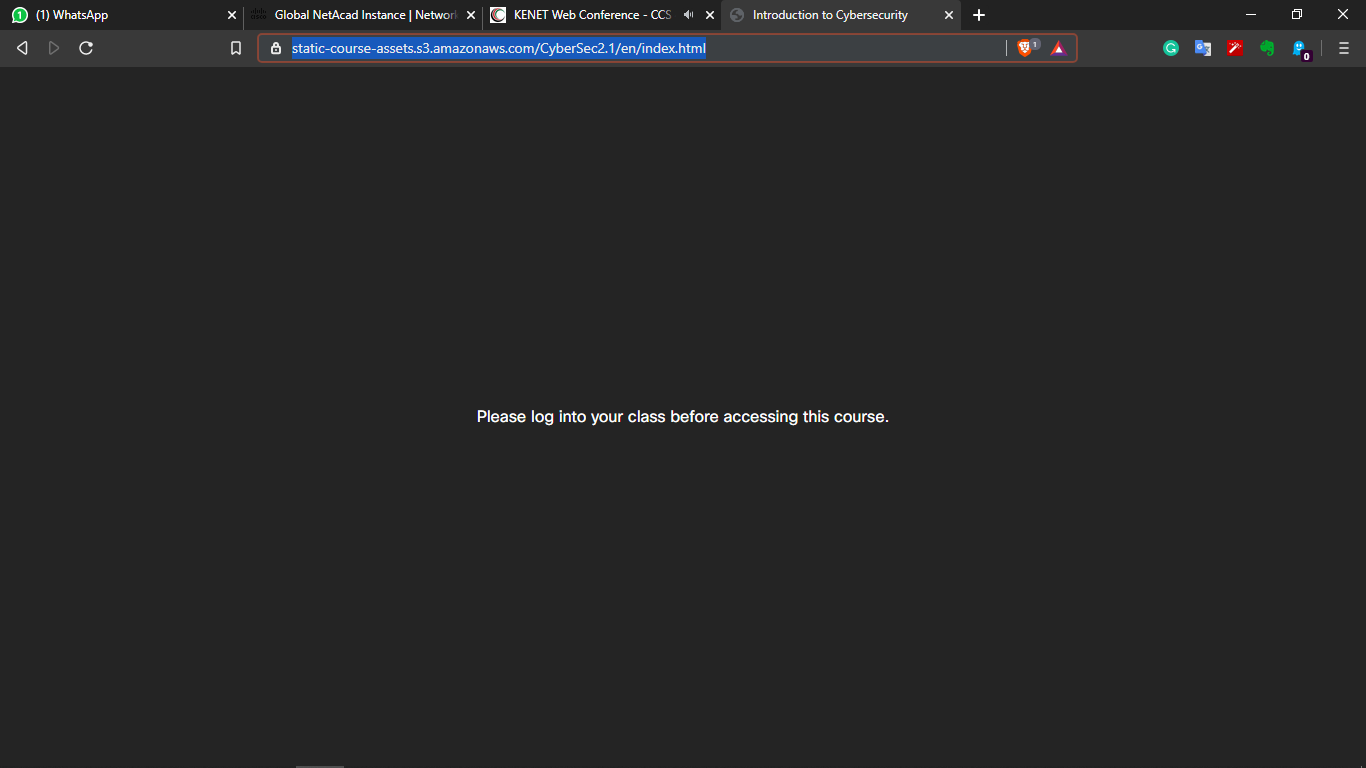 (1) WhatsApp
Global NetAcad Instance | Network
KENET Web Conference - CCS
Introduction to Cybersecurity
static-course-assets.s3.amazonaws.com/CyberSec2.1/en/index.html
1
0
Please log into your class before accessing this course.